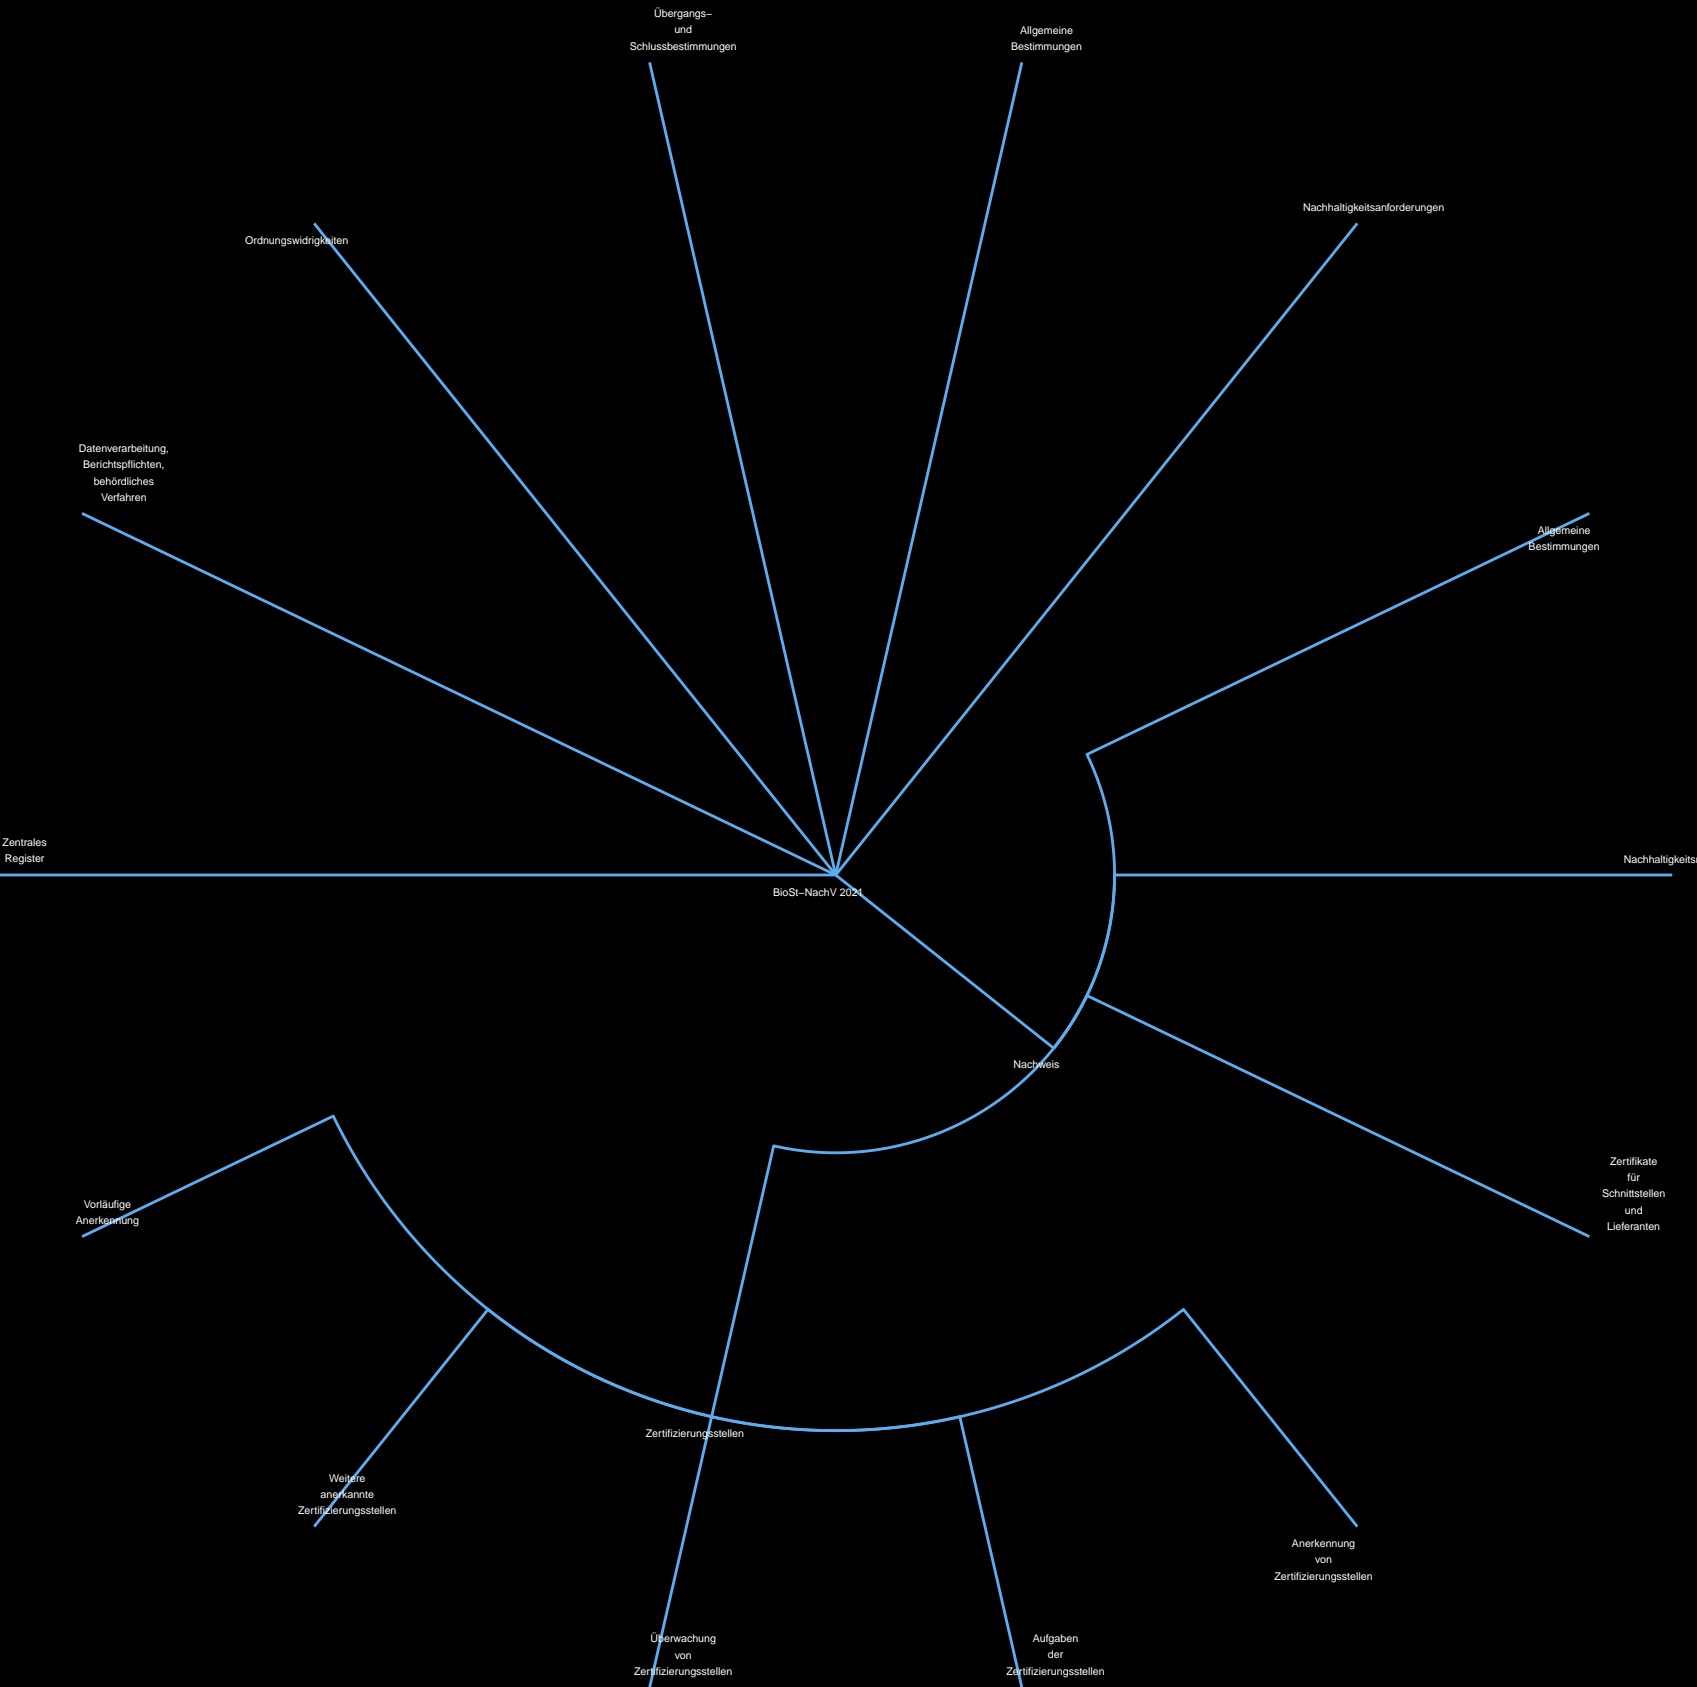 Übergangs–
und
Schlussbestimmungen
Allgemeine
Bestimmungen
Nachhaltigkeitsanforderungen
Ordnungswidrigkeiten
Datenverarbeitung,
Berichtspflichten,
behördliches
Verfahren
Allgemeine
Bestimmungen
Zentrales
Register
Nachhaltigkeits
BioSt–NachV 2021
Nachweis
Zertifikate
für
Schnittstellen
und
Lieferanten
Vorläufige
Anerkennung
Zertifizierungsstellen
Weitere
anerkannte
Zertifizierungsstellen
Anerkennung
von
Zertifizierungsstellen
Überwachung
von
Zertifizierungsstellen
Aufgaben
der
Zertifizierungsstellen